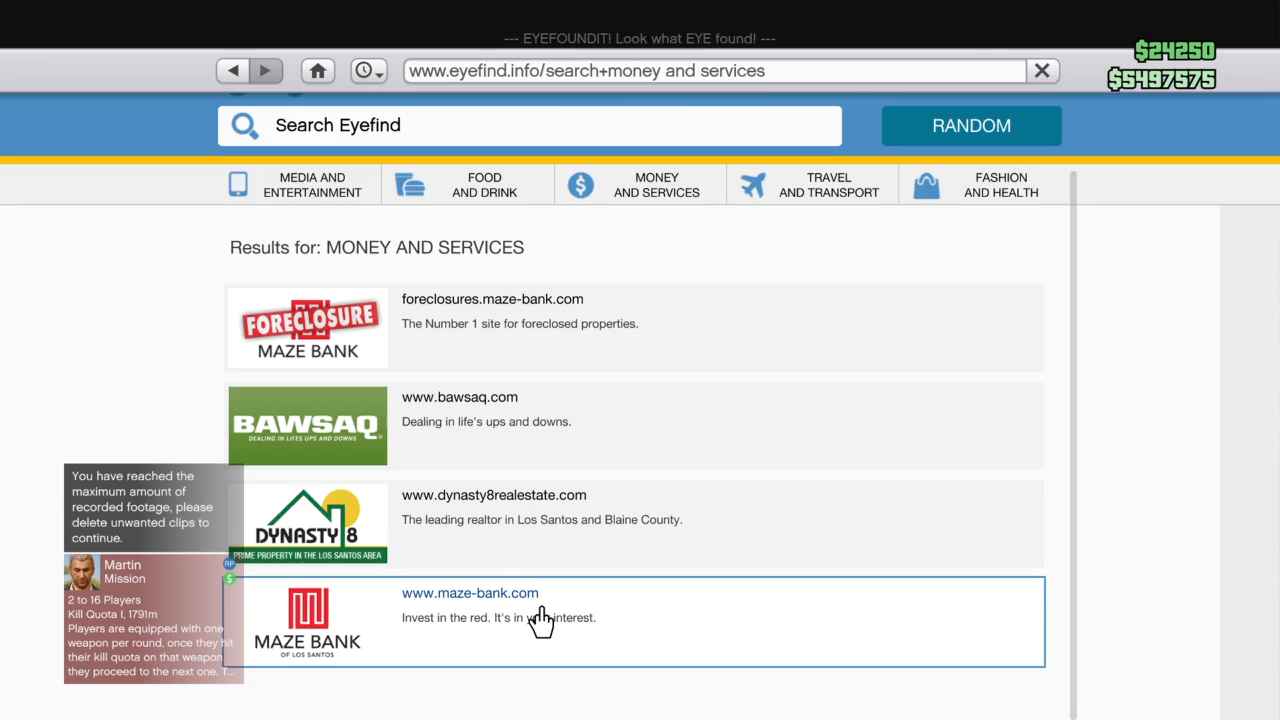 --- EYEFOUNDIT! Look what EYE found! ---
$24250
www.eyefind.info/search+money and services
$5497575
Search Eyefind
RANDOM
MEDIA AND
ENTERTAINMENT
FOOD
AND DRINK
MONEY
AND SERVICES
TRAVEL
AND TRANSPORT
FASHION
AND HEALTH
Results for: MONEY AND SERVICES
FORECLOSURE
MAZE BANK
foreclosures.maze-bank.com
The Number 1 site for foreclosed properties.
BAWSAQ
DEALING IN LIFES UPS AND DOWNS
www.bawsaq.com
Dealing in life's ups and downs.
DYNASTY 8
PRIME PROPERTY IN THE LOS SANTOS AREA
www.dynasty8realestate.com
The leading realtor in Los Santos and Blaine County.
MAZE BANK
OF LOS SANTOS
www.maze-bank.com
Invest in the red. It's in interest.
You have reached the
maximum amount of
recorded footage, please
delete unwanted clips to
continue.
Martin
Mission
RP
$
2 to 16 Players
Kill Quota I, 1791m
Players are equipped with one
weapon per round, once they hit
their kill quota on that weapon
they proceed to the next one. T...